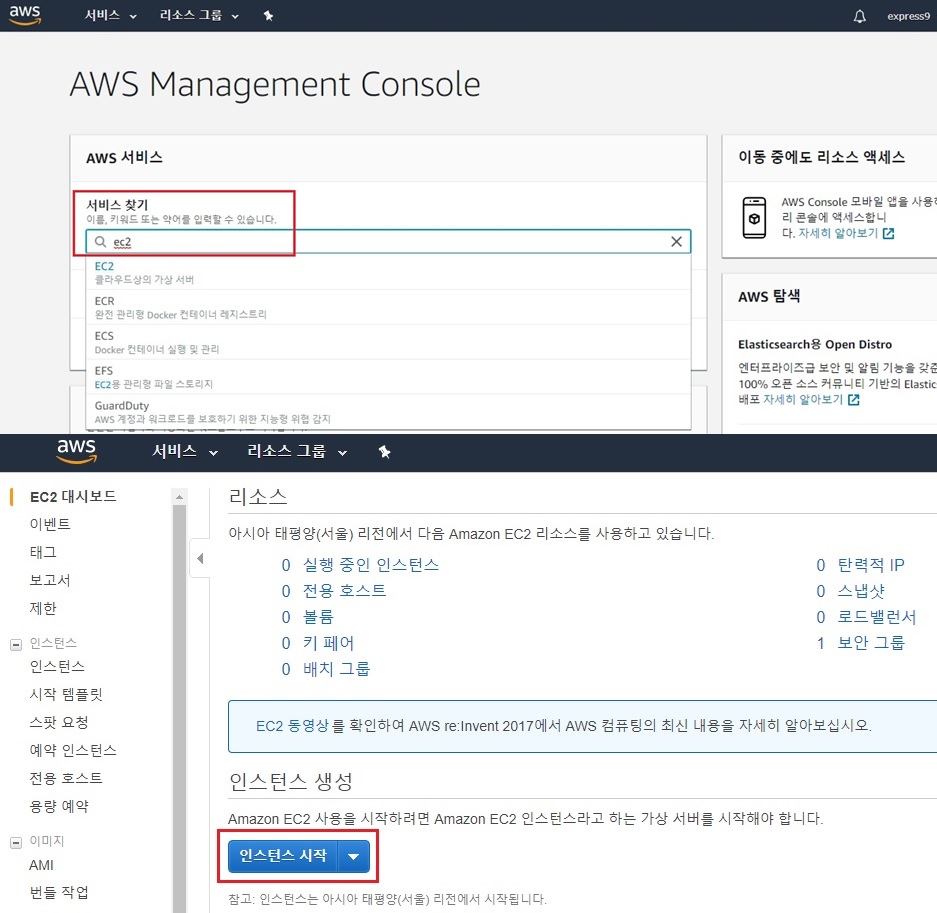 aws 서비스 리소스 그룹 express9
AWS Management Console
AWS 서비스
서비스 찾기
이름, 키워드 또는 약어를 입력할 수 있습니다.
ec2
EC2
클라우드상의 가상 서버
ECR
완전 관리형 Docker 컨테이너 레지스트리
ECS
Docker 컨테이너 실행 및 관리
EFS
EC2용 관리형 파일 스토리지
GuardDuty
AWS 계정과 워크로드를 보호하기 위한 지능형 위협 감지
이동 중에도 리소스 액세스
AWS Console 모바일 앱을 사용하
리 콘솔에 액세스합니
다. 자세히 알아보기
AWS 탐색
Elasticsearch용 Open Distro
엔터프라이즈급 보안 및 알림 기능을 갖춘
100% 오픈 소스 커뮤니티 기반의 Elastic
배포 자세히 알아보기
aws 서비스 리소스 그룹
EC2 대시보드
이벤트
태그
보고서
제한
인스턴스
인스턴스
시작 템플릿
스팟 요청
예약 인스턴스
전용 호스트
용량 예약
이미지
AMI
번들 작업
리소스
아시아 태평양(서울) 리전에서 다음 Amazon EC2 리소스를 사용하고 있습니다.
0 실행 중인 인스턴스
0 전용 호스트
0 볼륨
0 키 페어
0 배치 그룹
0 탄력적 IP
0 스냅샷
0 로드밸런서
1 보안 그룹
EC2 동영상를 확인하여 AWS re:Invent 2017에서 AWS 컴퓨팅의 최신 내용을 자세히 알아보십시오.
인스턴스 생성
Amazon EC2 사용을 시작하려면 Amazon EC2 인스턴스라고 하는 가상 서버를 시작해야 합니다.
인스턴스 시작
참고: 인스턴스는 아시아 태평양(서울) 리전에서 시작됩니다.